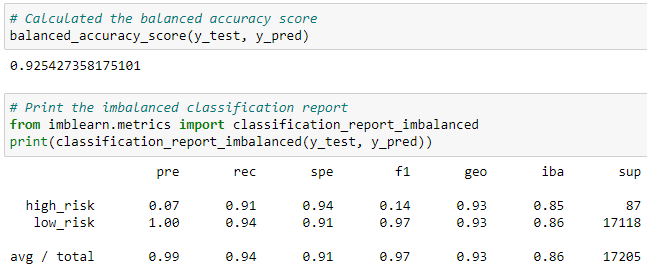 # Calculated the balanced accuracy score
balanced_accuracy_score(y_test, y_pred)
0.925427358175101
# Print the imbalanced classification report
from imblearn.metrics import classification_report_imbalanced
print(classification_report_imbalanced(y_test, y_pred))
pre rec spe f1 geo iba sup
high_risk 0.07 0.91 0.94 0.14 0.93 0.85 87
low_risk 1.00 0.94 0.91 0.97 0.93 0.86 17118
avg / total 0.99 0.94 0.91 0.97 0.93 0.86 17205